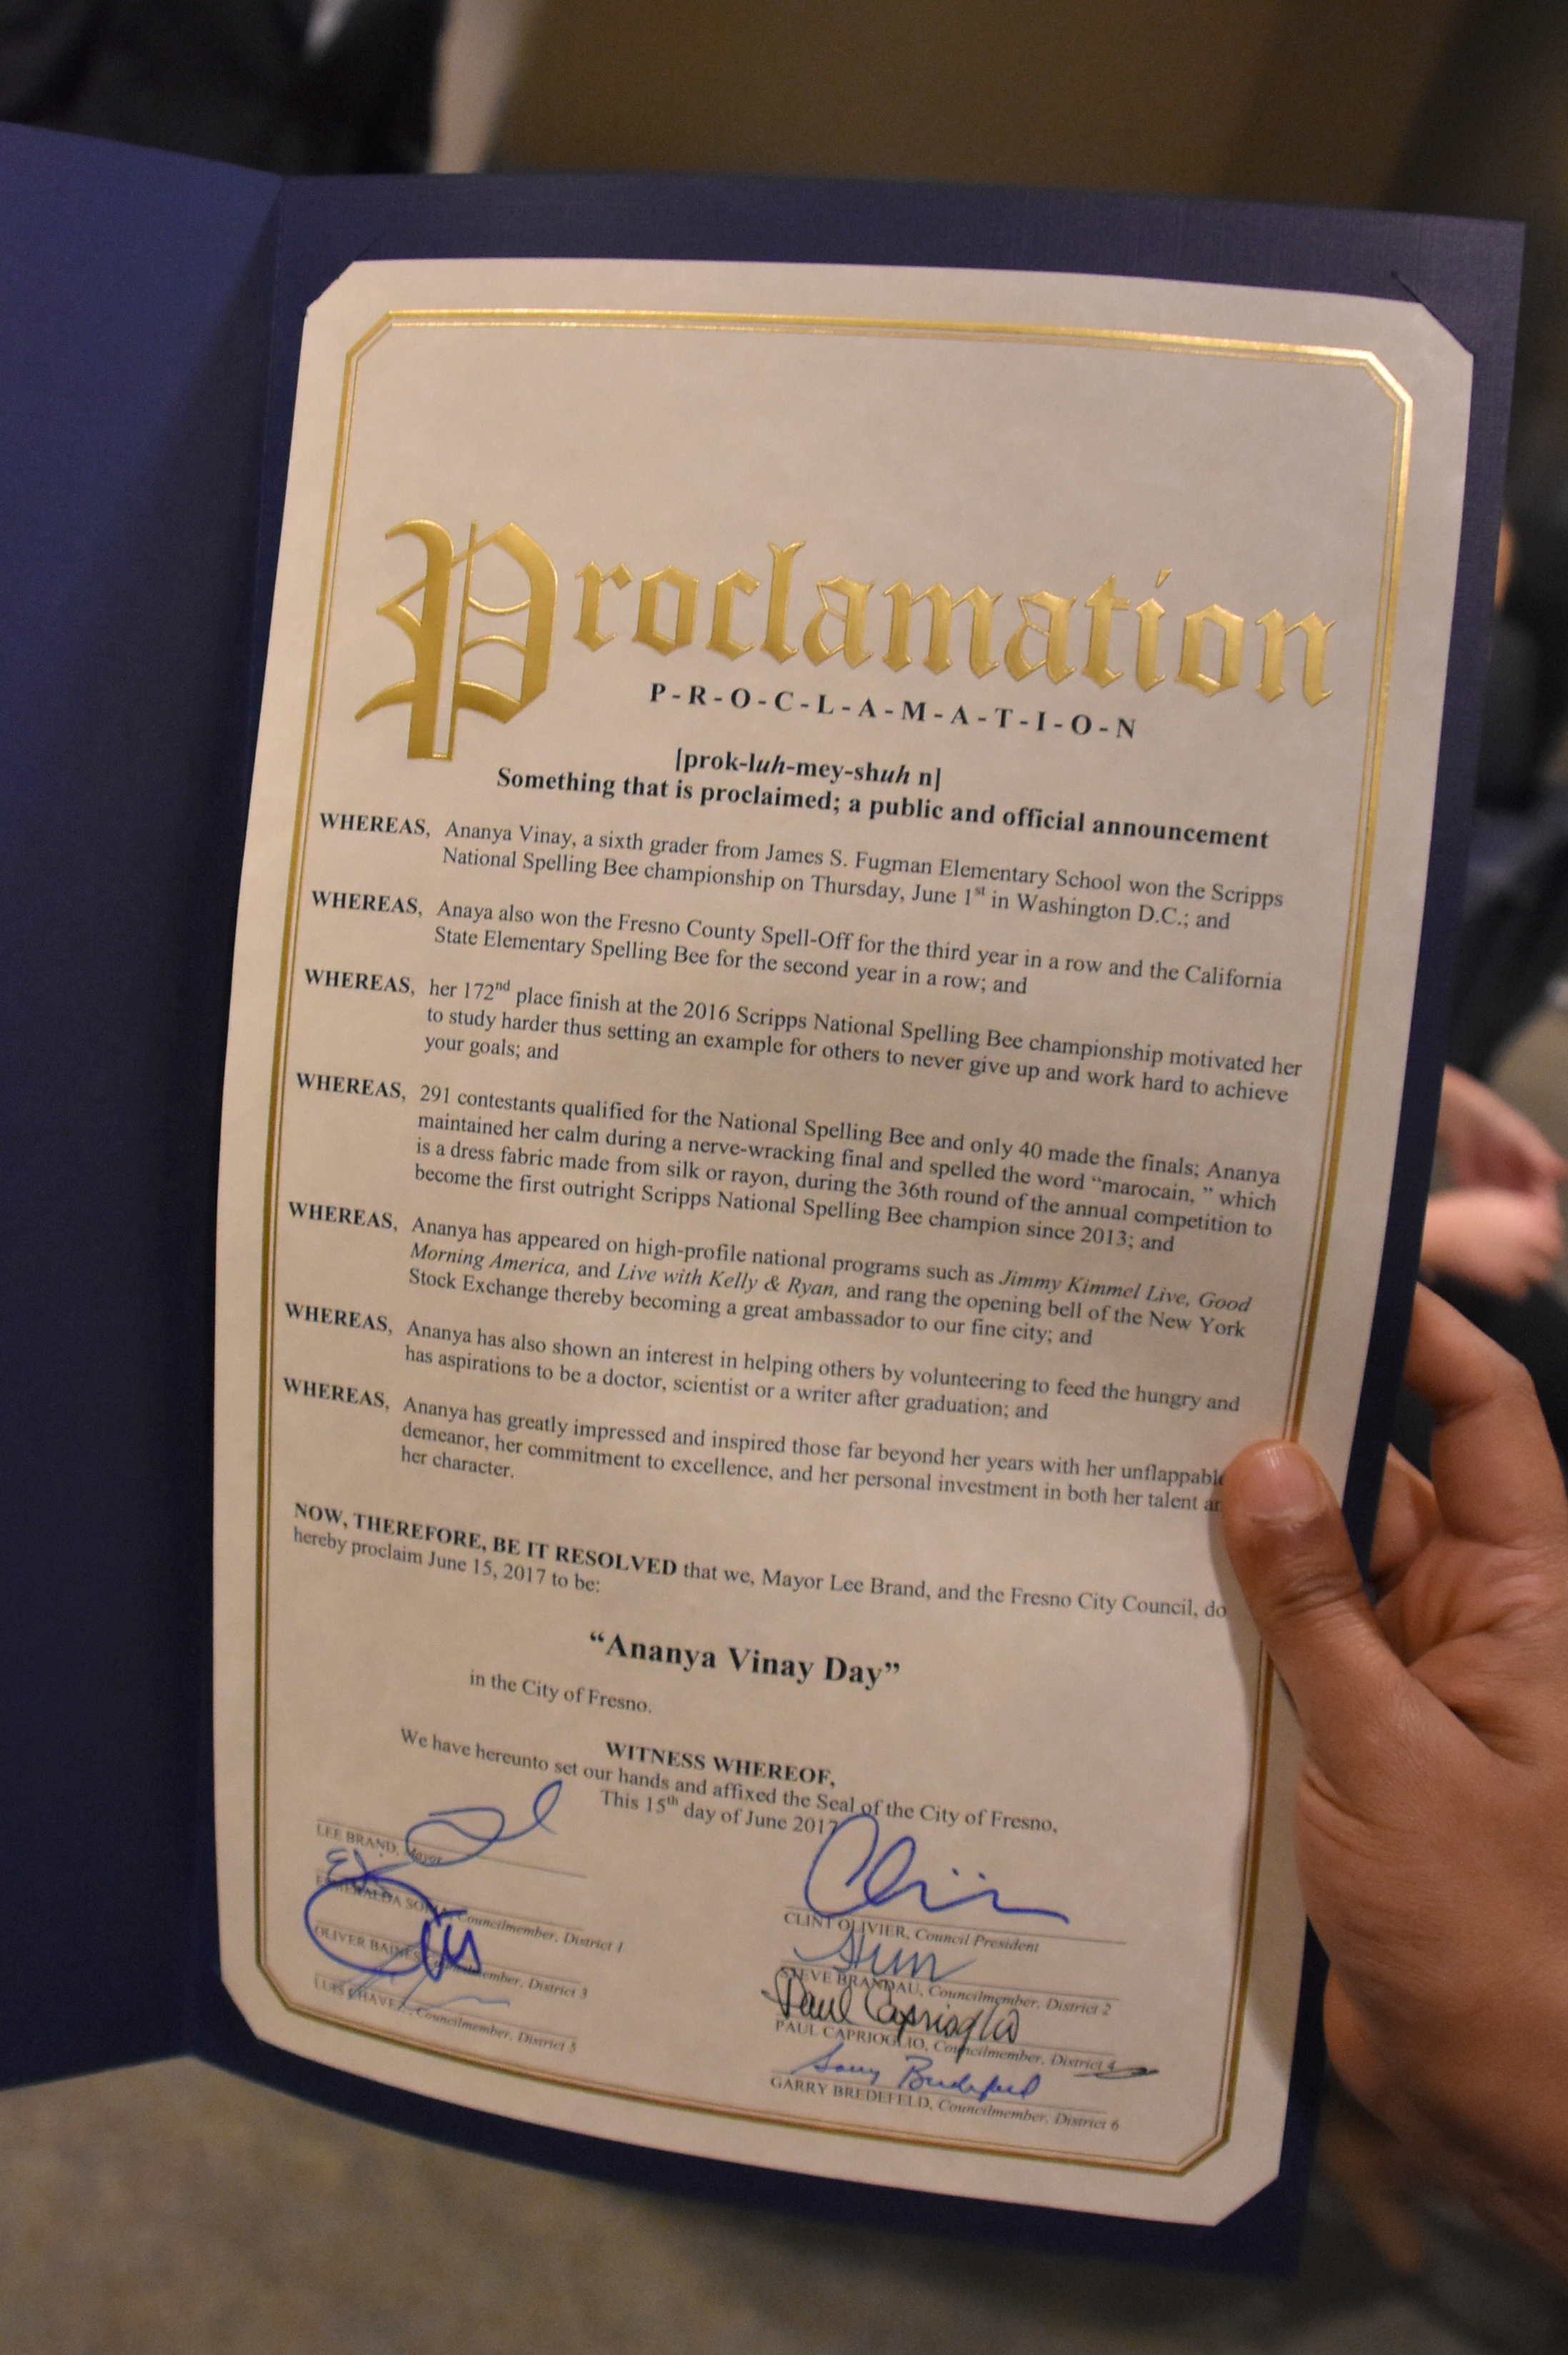 Proclamation
P-R-O-C-L-A-M-A-T-I-O-N
[prok-luh-mey-shuh n]
Something that is proclaimed; a public and official announcement
WHEREAS, Ananya Vinay, a sixth grader from James S. Fugman Elementary School won the Scripps
National Spelling Bee championship on Thursday, June 1st in Washington D.C.; and
WHEREAS, Anaya also won the Fresno County Spell-Off for the third year in a row and the California
State Elementary Spelling Bee for the second year in a row; and
WHEREAS, her 172nd place finish at the 2016 Scripps National Spelling Bee championship motivated her
to study harder thus setting an example for others to never give up and work hard to achieve
your goals; and
WHEREAS, 291 contestants qualified for the National Spelling Bee and only 40 made the finals; Ananya
maintained her calm during a nerve-wracking final and spelled the word “marocain, ” which
is a dress fabric made from silk or rayon, during the 36th round of the annual competition to
become the first outright Scripps National Spelling Bee champion since 2013; and
WHEREAS, Ananya has appeared on high-profile national programs such as Jimmy Kimmel Live, Good
Morning America, and Live with Kelly & Ryan, and rang the opening bell of the New York
Stock Exchange thereby becoming a great ambassador to our fine city; and
WHEREAS, Ananya has also shown an interest in helping others by volunteering to feed the hungry and
has aspirations to be a doctor, scientist or a writer after graduation; and
WHEREAS, Ananya has greatly impressed and inspired those far beyond her years with her unflappable
demeanor, her commitment to excellence, and her personal investment in both her talent
her character.
NOW, THEREFORE, BE IT RESOLVED that we, Mayor Lee Brand, and the Fresno City Council, do
hereby proclaim June 15, 2017 to be:
“Ananya Vinay Day”
in the City of Fresno.
WITNESS WHEREOF,
We have hereunto set our hands and affixed the Seal of the City of Fresno,
This 15th day of June 2017
LEE BRAND, Mayor
CLINT OLIVIER, Council President
Councilmember, District 1
STEVE BRANDAU, Councilmember, District 2
OLIVER BAINES, Councilmember, District 3
Paul Caprioglio
PAUL CAPRIOGLIO, Councilmember, District 4
LUIS CHAVEZ, Councilmember, District 5
Garry Bredefeld
GARRY BREDEFELD, Councilmember, District 6